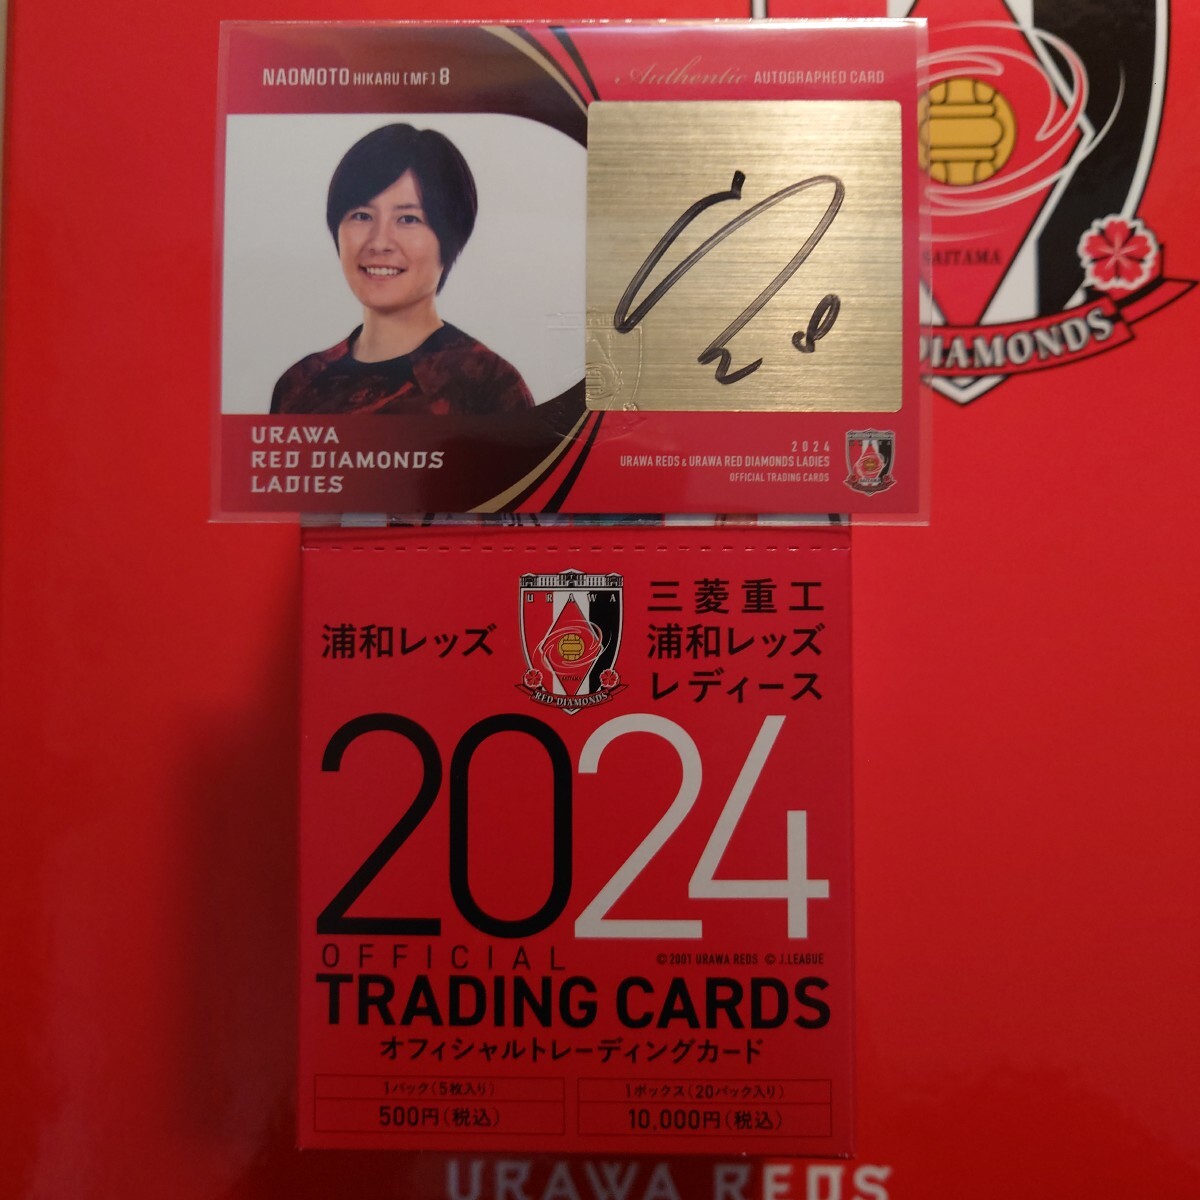 NAOMOTO HIKARU [MF] 8
Authentic AUTOGRAPHED CARD
URAWA
RED DIAMONDS
LADIES
2024
URAWA REDS & URAWA RED DIAMONDS LADIES
OFFICIAL TRADING CARDS
SAITAMA
DIAMONDS
浦和レッズ
URAWA
SAITAMA
RED DIAMONDS
三菱重工
浦和レッズ
レディース
2024
OFFICIAL
©2001 URAWA REDS © J.LEAGUE
TRADING CARDS
オフィシャルトレーディングカード
1パック(5枚入り)
500円(税込)
1ボックス(20パック入り)
10,000円(税込)
URAWA REDS